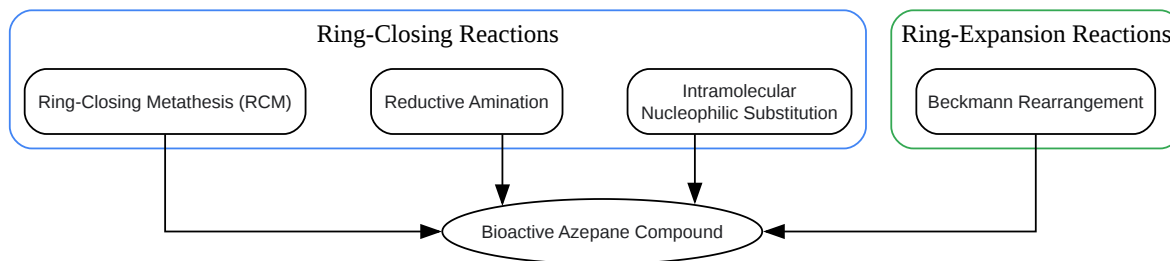 Ring-Closing Reactions
Ring-Expansion Reactions
Ring-Closing Metathesis (RCM)
Reductive Amination
Intramolecular
Nucleophilic Substitution
Beckmann Rearrangement
Bioactive Azepane Compound